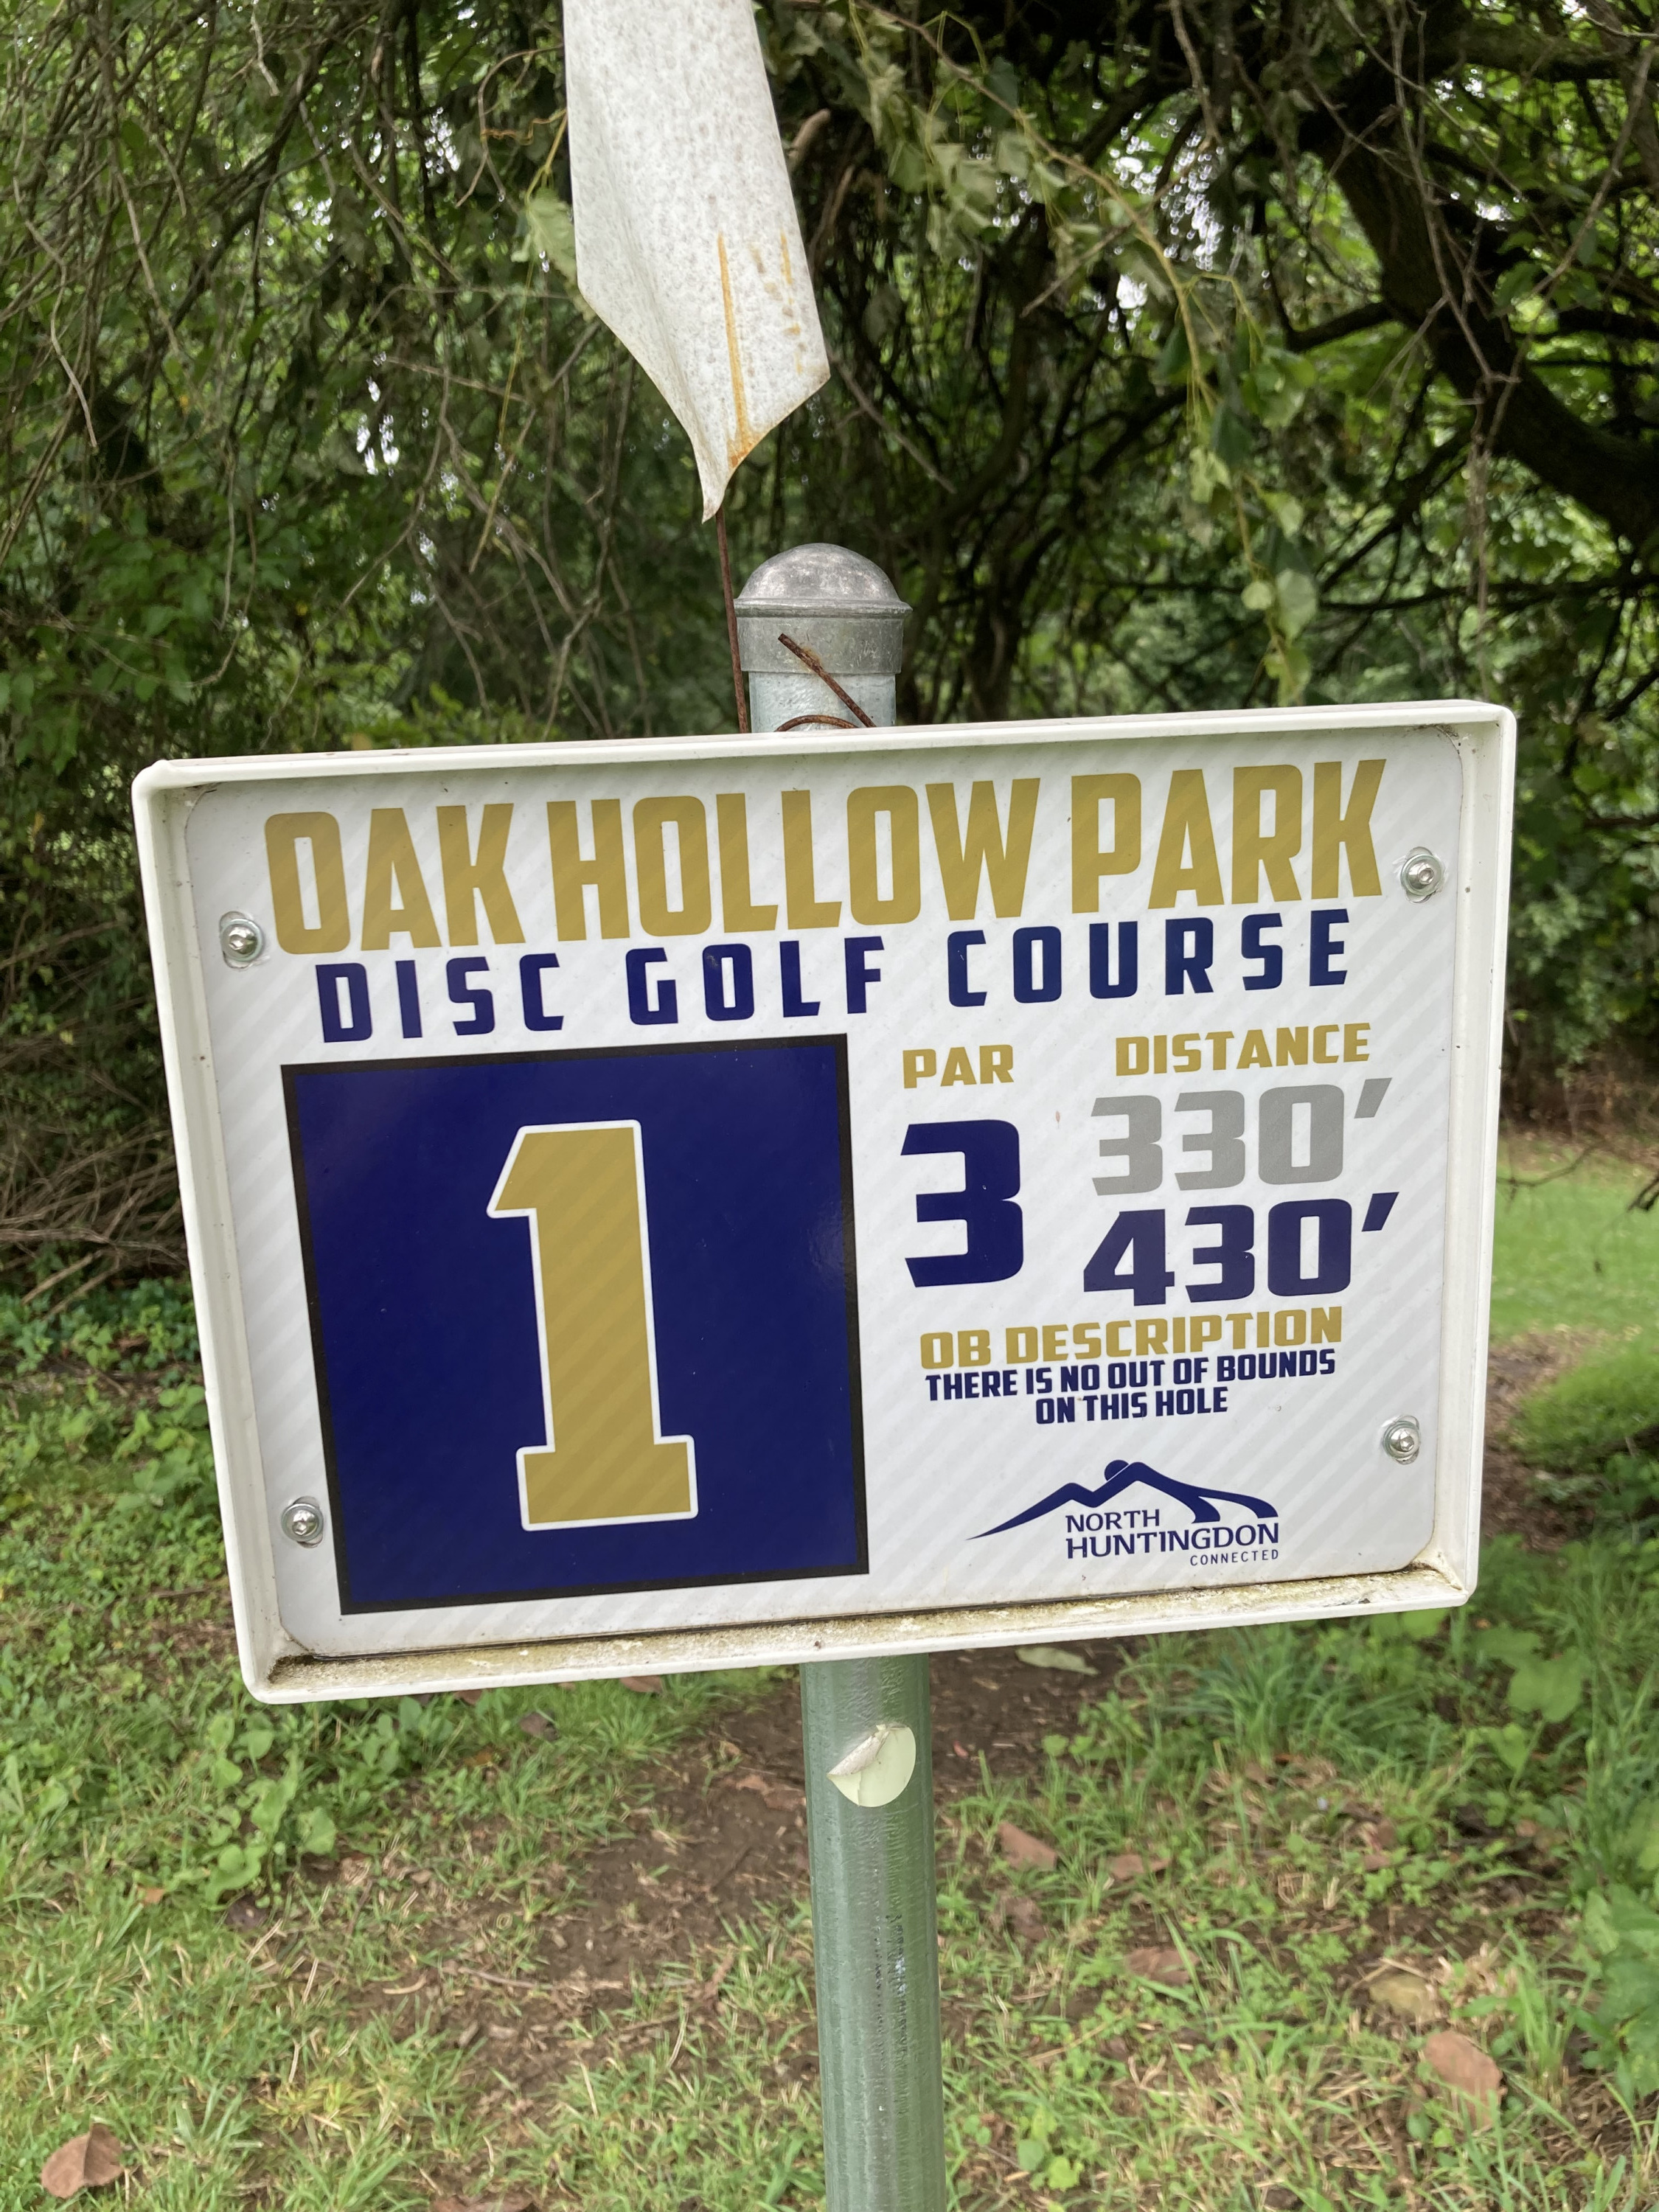 OAK HOLLOW PARK
DISC GOLF COURSE
1
PAR
3
DISTANCE
330'
430'
OB DESCRIPTION
THERE IS NO OUT OF BOUNDS
ON THIS HOLE
NORTH
HUNTINGDON
CONNECTED